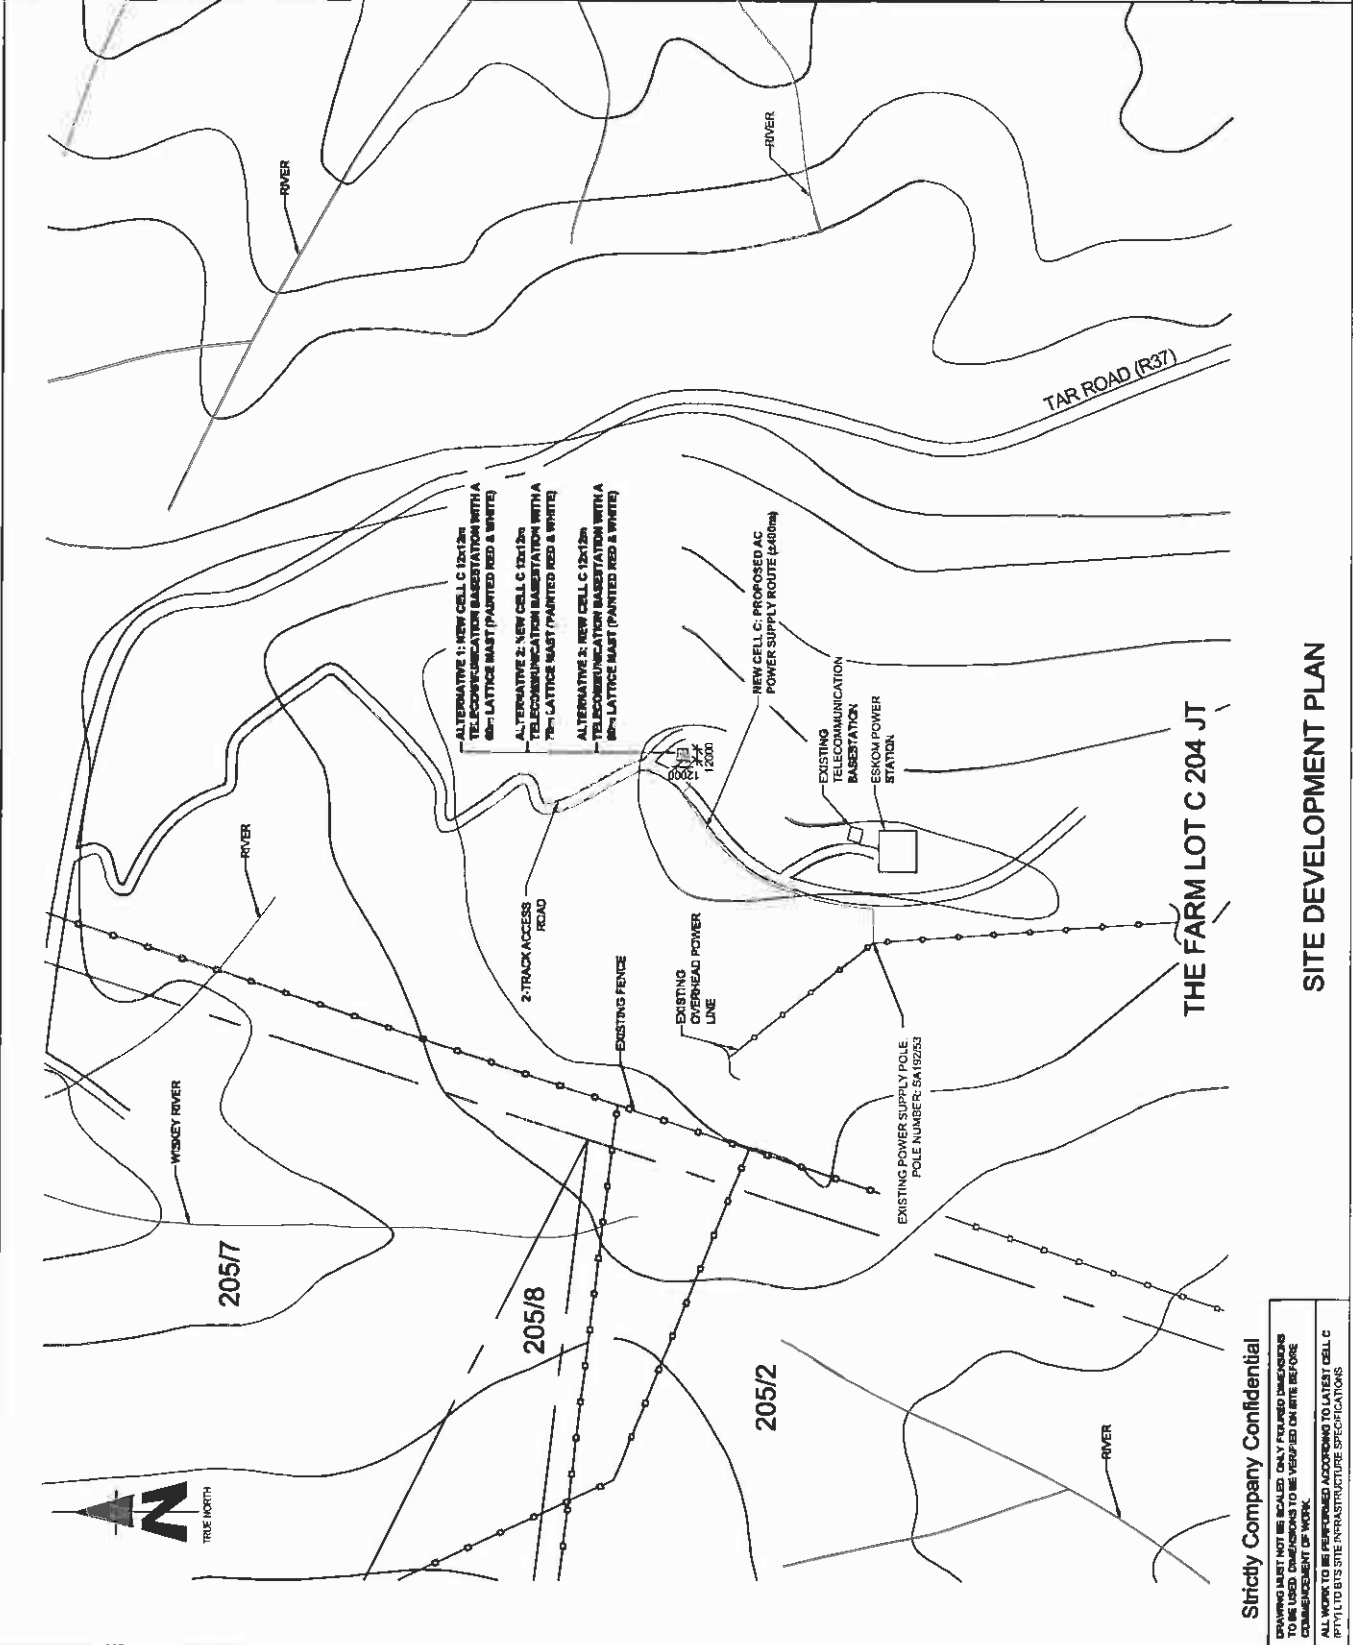 TRUE NORTH
205/7
205/8
205/2
WISKEY RIVER
RIVER
RIVER
RIVER
RIVER
2-TRACK ACCESS
ROAD
EXISTING FENCE
EXISTING
OVERHEAD POWER
LINE
EXISTING POWER SUPPLY POLE.
POLE NUMBER: SA192/53
ALTERNATIVE 1: NEW CELL C 12x12m
TELECOMMUNICATION BASESTATION WITH A
LATTICE MAST (PAINTED RED & WHITE)
ALTERNATIVE 2: NEW CELL C 12x12m
TELECOMMUNICATION BASESTATION WITH A
LATTICE MAST (PAINTED RED & WHITE)
ALTERNATIVE 3: NEW CELL C 12x12m
TELECOMMUNICATION BASESTATION WITH A
LATTICE MAST (PAINTED RED & WHITE)
12000
12000
NEW CELL C: PROPOSED AC
POWER SUPPLY ROUTE (±400m)
EXISTING
TELECOMMUNICATION
BASESTATION
ESKOM POWER
STATION
TAR ROAD (R37)
THE FARM LOT C 204 JT
SITE DEVELOPMENT PLAN
Strictly Company Confidential
DRAWING MUST NOT BE SCALED. ONLY FIGURED DIMENSIONS
TO BE USED. DIMENSIONS TO BE VERIFIED ON SITE BEFORE
COMMENCEMENT OF WORK.
ALL WORK TO BE PERFORMED ACCORDING TO LATEST CELL C
(PTY) LTD BTS SITE INFRASTRUCTURE SPECIFICATIONS